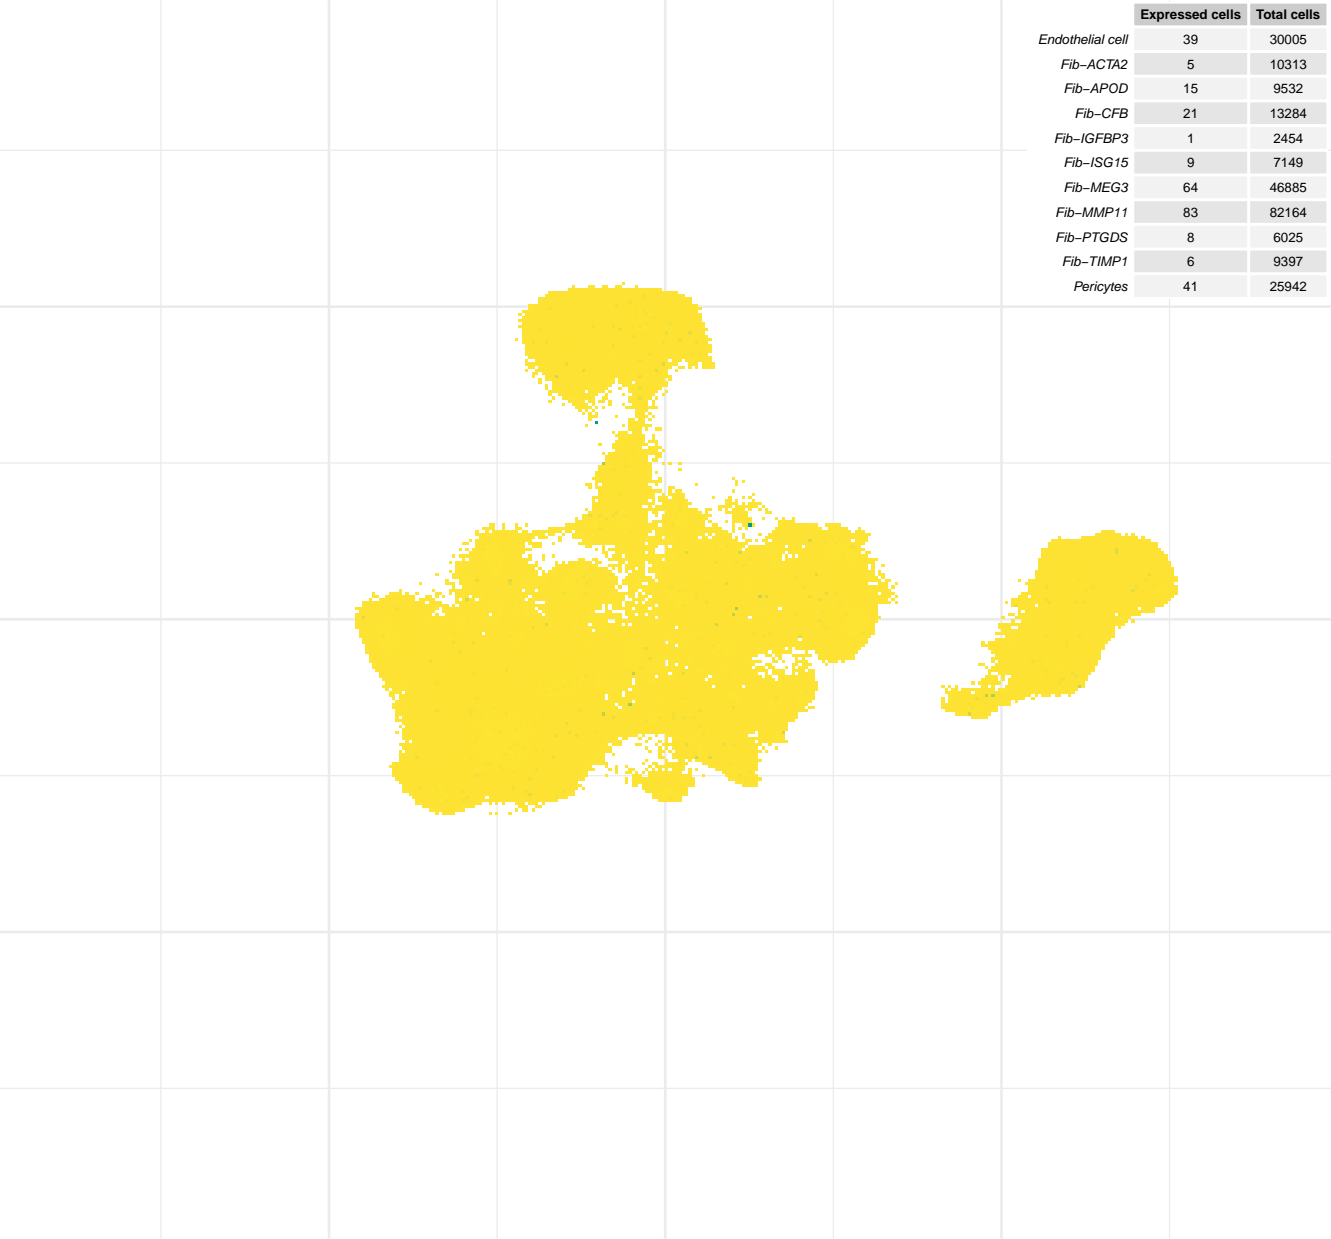 Expressed cells Total cells
Endothelial cell 39 30005
Fib−ACTA2 5 10313
Fib−APOD 15 9532
Fib−CFB 21 13284
Fib−IGFBP3 1 2454
Fib−ISG15 9 7149
Fib−MEG3 64 46885
Fib−MMP11 83 82164
Fib−PTGDS 8 6025
Fib−TIMP1 6 9397
Pericytes 41 25942